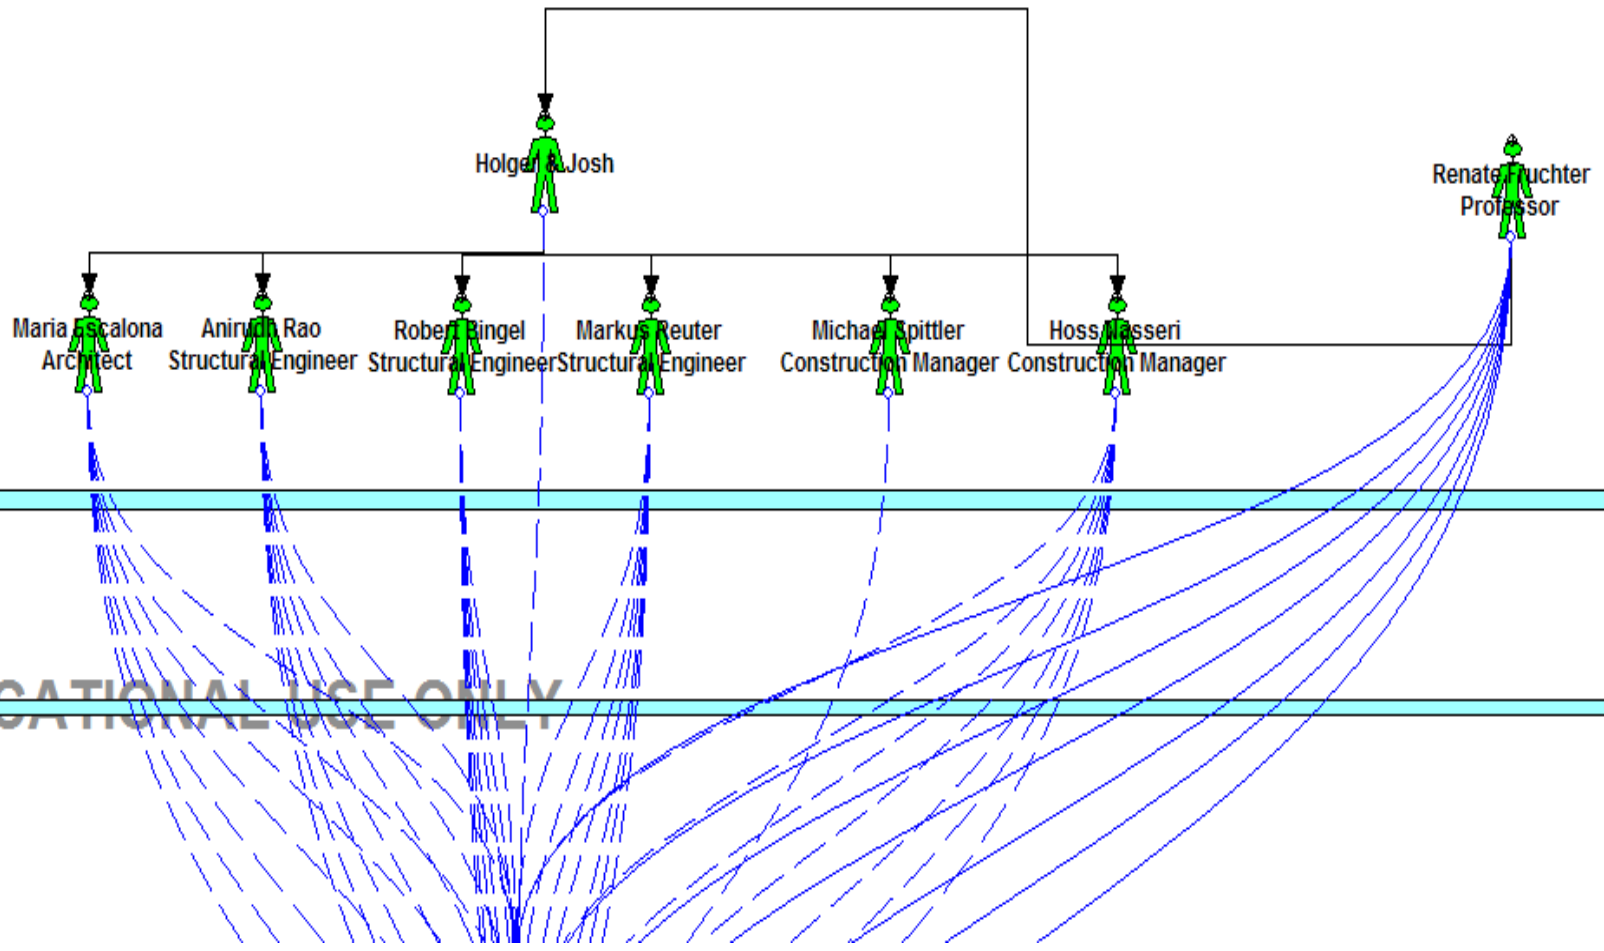 Holger & Josh
Renate Fruchter
Professor
Maria Escalona
Architect
Anirudh Rao
Structural Engineer
Robert Bingel
Structural Engineer
Markus Reuter
Structural Engineer
Michael Spittler
Construction Manager
Hoss Nasseri
Construction Manager
CATIONAL USE ONLY